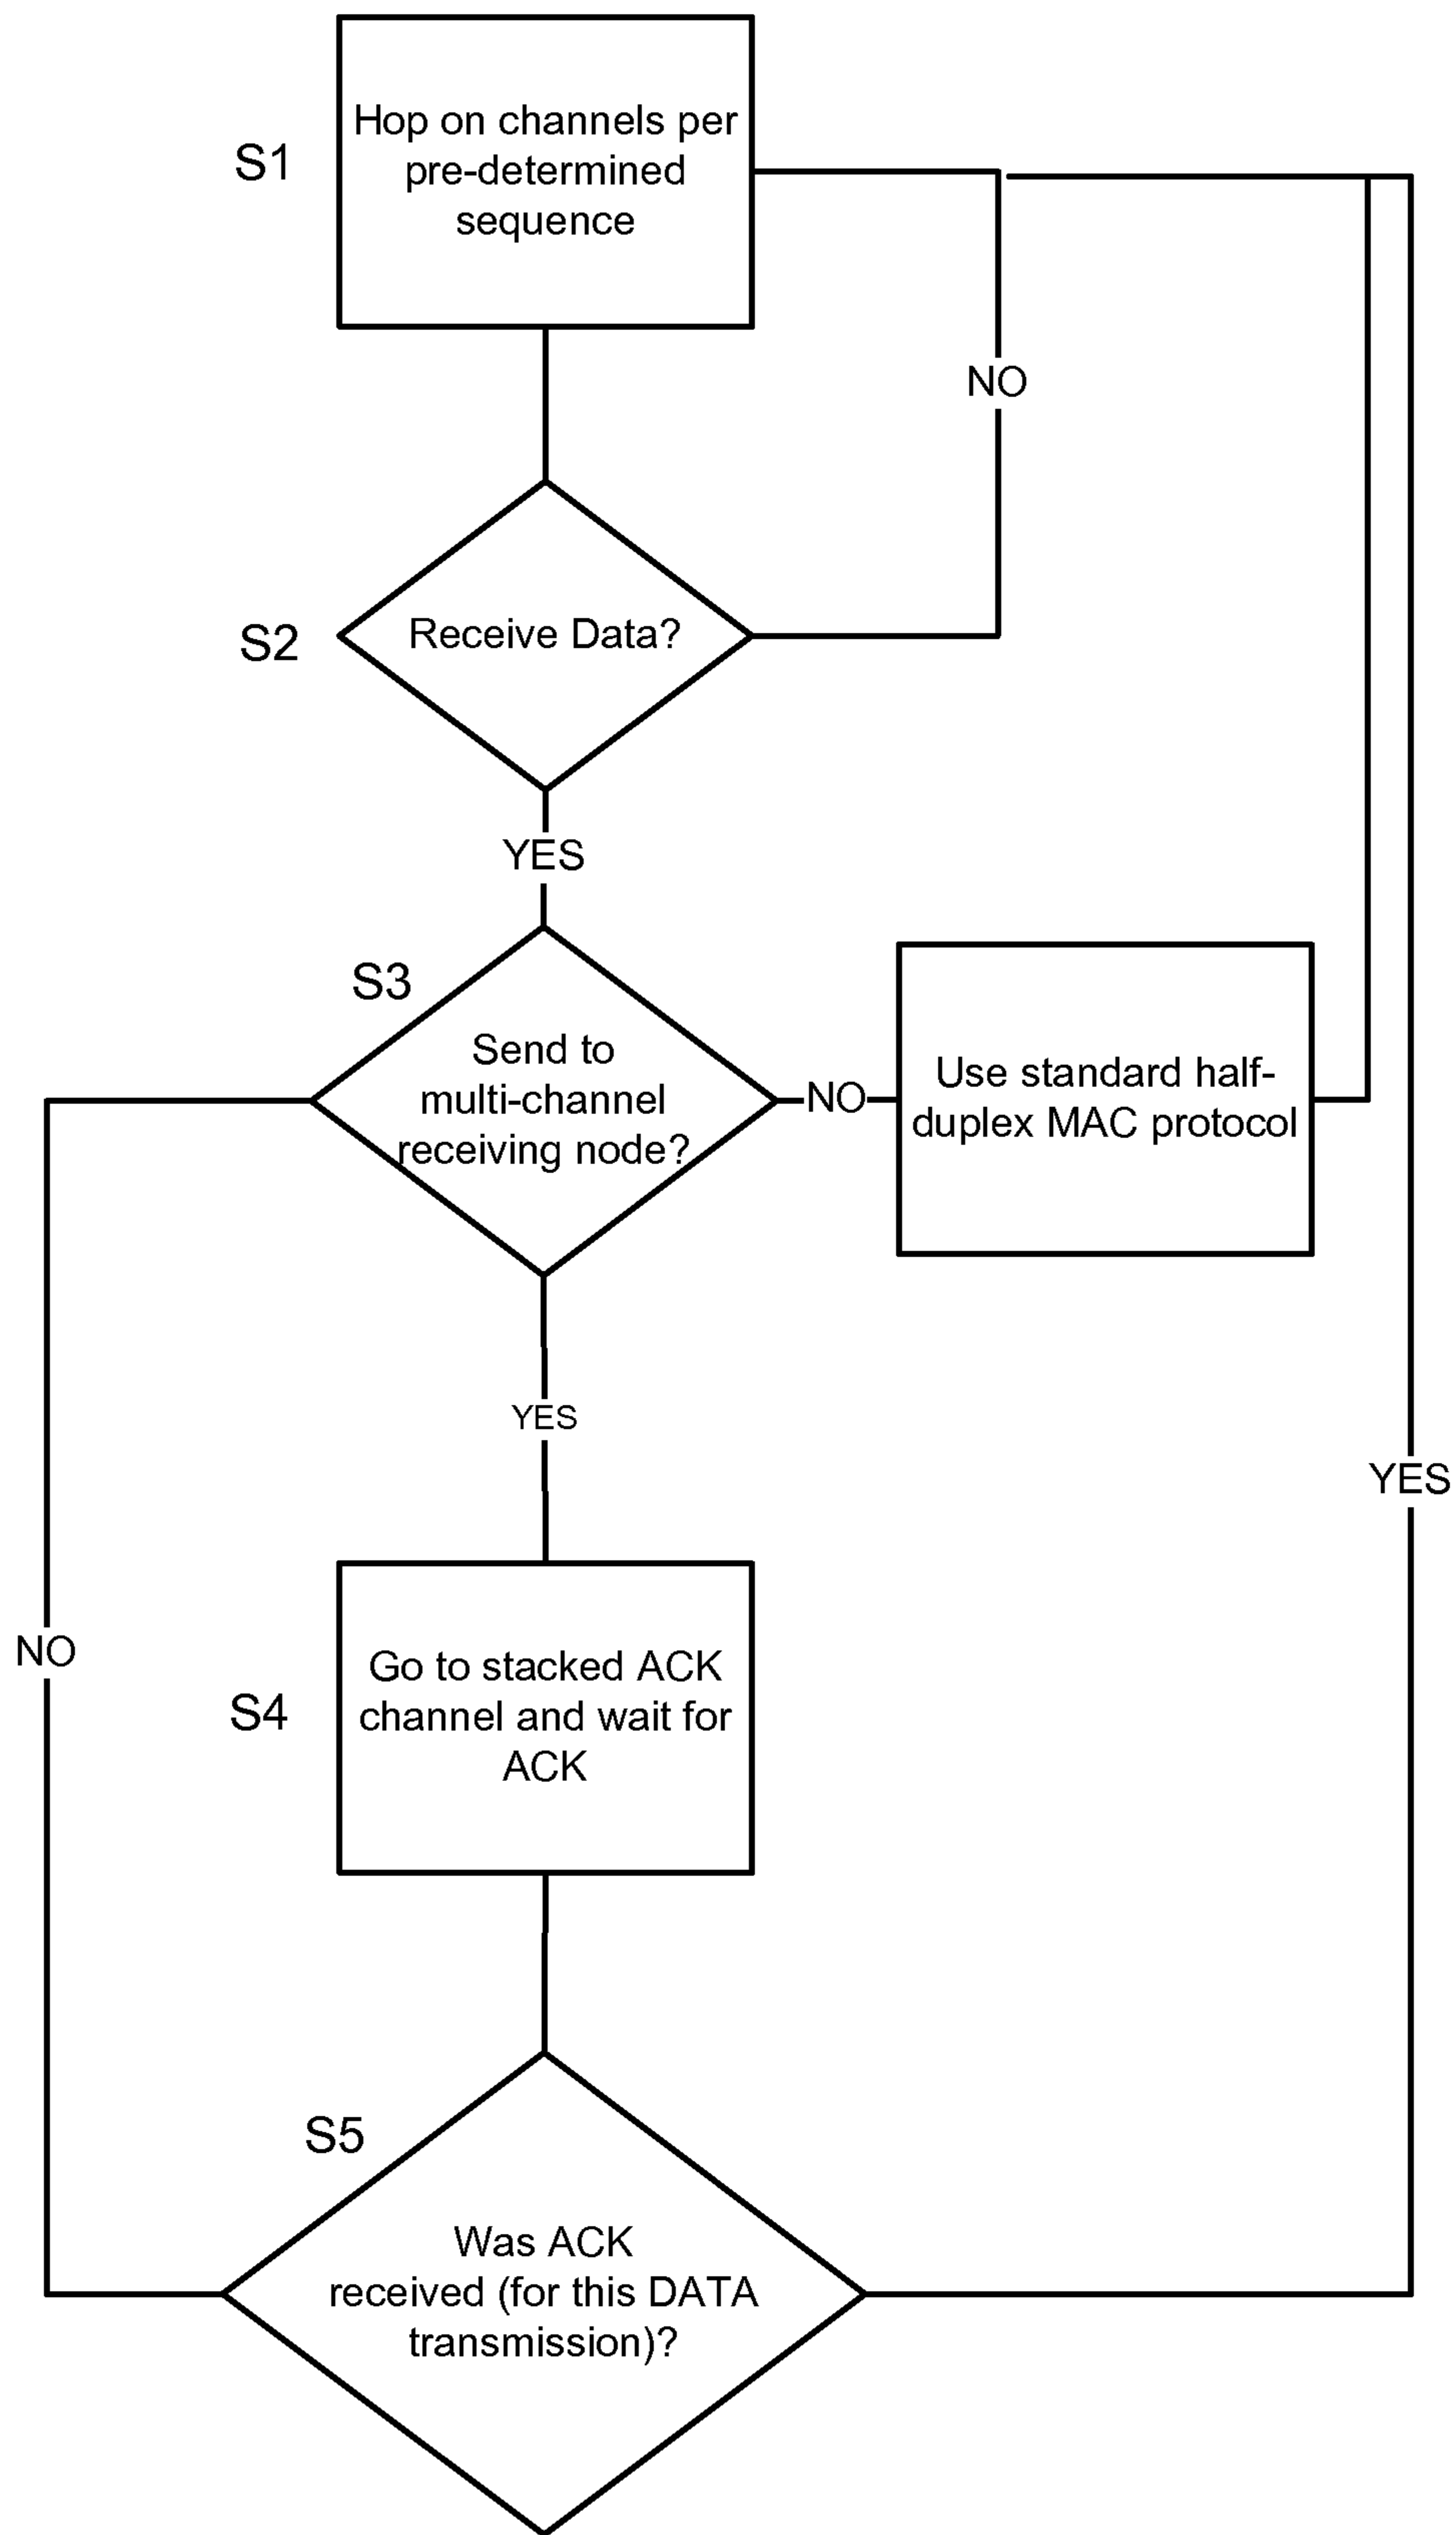 S1
Hop on channels per
pre-determined
sequence
NO
S2
Receive Data?
YES
S3
Send to
multi-channel
receiving node?
NO
Use standard half-
duplex MAC protocol
YES
YES
NO
S4
Go to stacked ACK
channel and wait for
ACK
S5
Was ACK
received (for this DATA
transmission)?